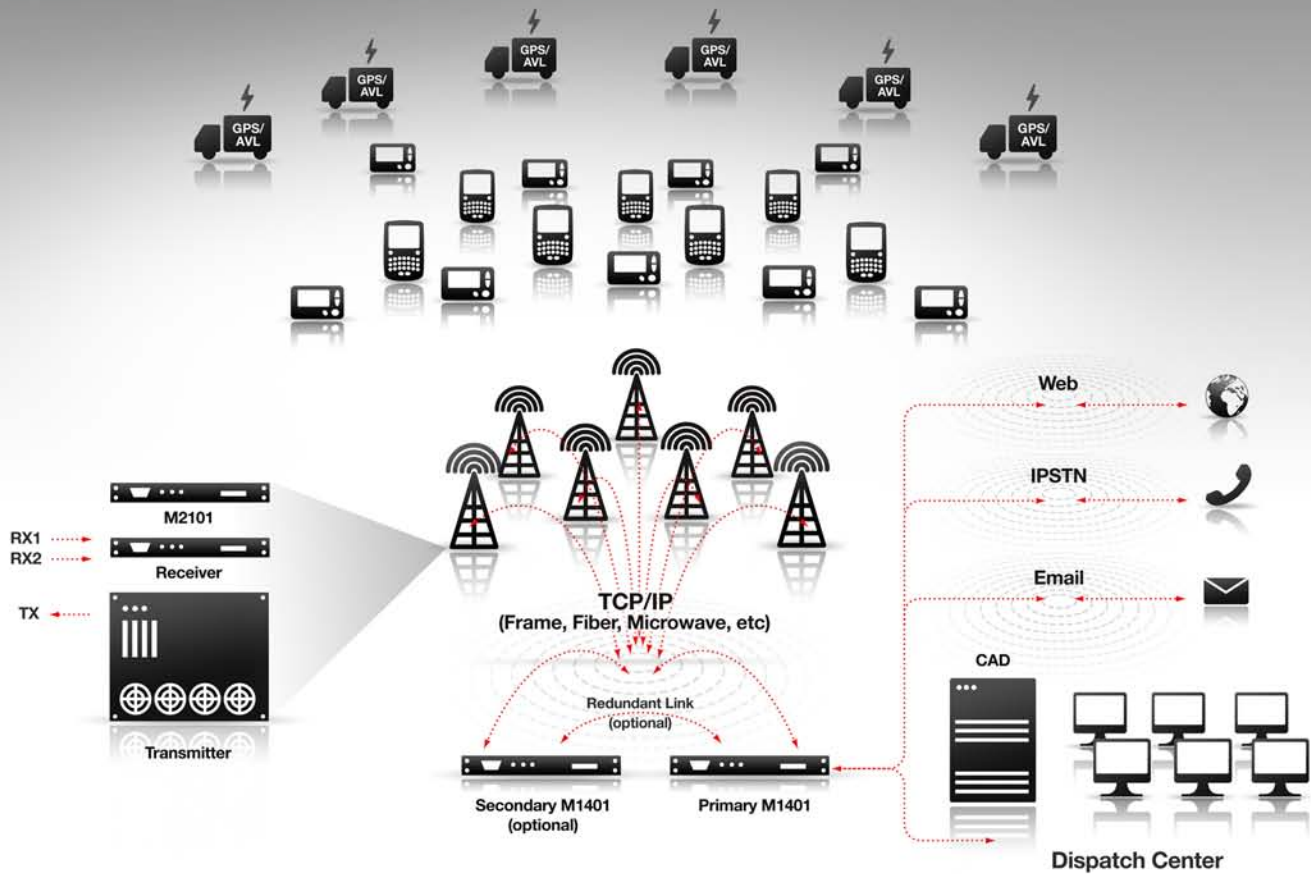 GPS/
AVL
GPS/
AVL
GPS/
AVL
GPS/
AVL
GPS/
AVL
GPS/
AVL
Web
IPSTN
Email
M2101
RX1
RX2
Receiver
TX
Transmitter
TCP/IP
(Frame, Fiber, Microwave, etc)
Redundant Link
(optional)
Secondary M1401
(optional)
Primary M1401
CAD
Dispatch Center